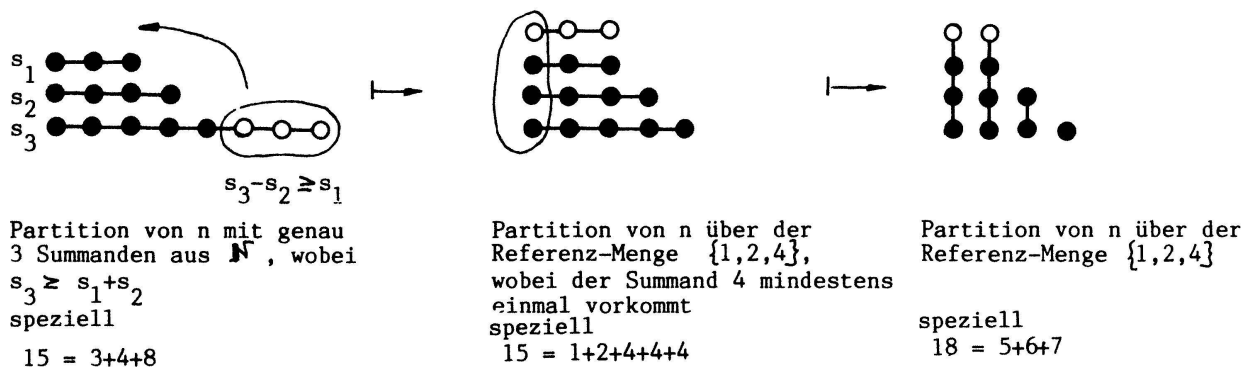 s1
s2
s3
s3-s2 ≥ s1
Partition von n mit genau
3 Summanden aus ℕ , wobei
s3 ≥ s1+s2
speziell
15 = 3+4+8
Partition von n über der
Referenz-Menge {1,2,4},
wobei der Summand 4 mindestens
einmal vorkommt
speziell
15 = 1+2+4+4+4
Partition von n über der
Referenz-Menge {1,2,4}
speziell
18 = 5+6+7